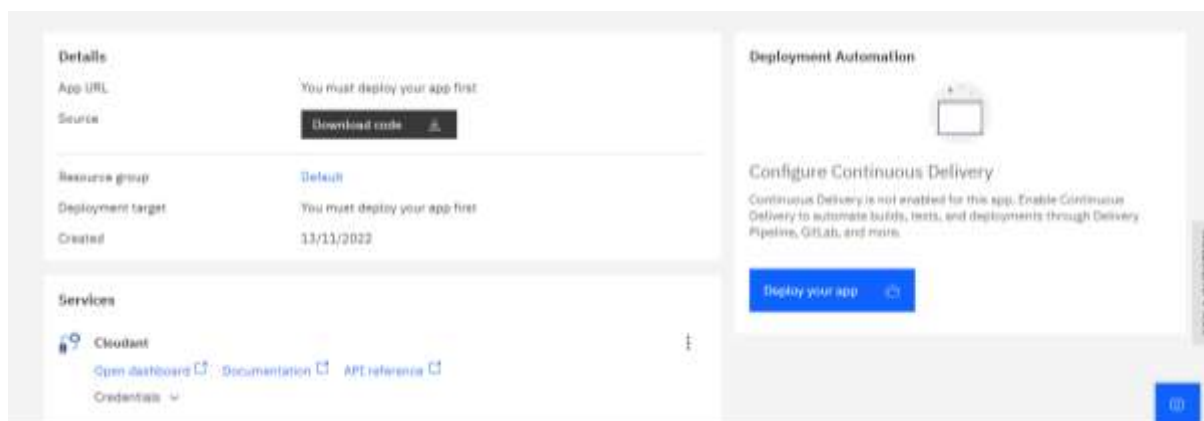 Details
App URL You must deploy your app first
Source Download code
Resource group Default
Deployment target You must deploy your app first
Created 13/11/2022
Services
Cloudant
Open dashboard Documentation API reference
Credentials
Deployment Automation
Configure Continuous Delivery
Continuous Delivery is not enabled for this app. Enable Continuous
Delivery to automate builds, tests, and deployments through Delivery
Pipeline, GitLab, and more.
Deploy your app